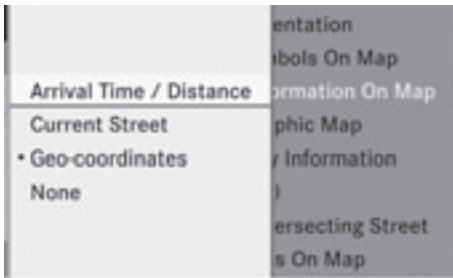 Arrival Time / Distance
Current Street
• Geo-coordinates
None
entation
bols On Map
ormation On Map
phic Map
Information
)
ersecting Street
s On Map